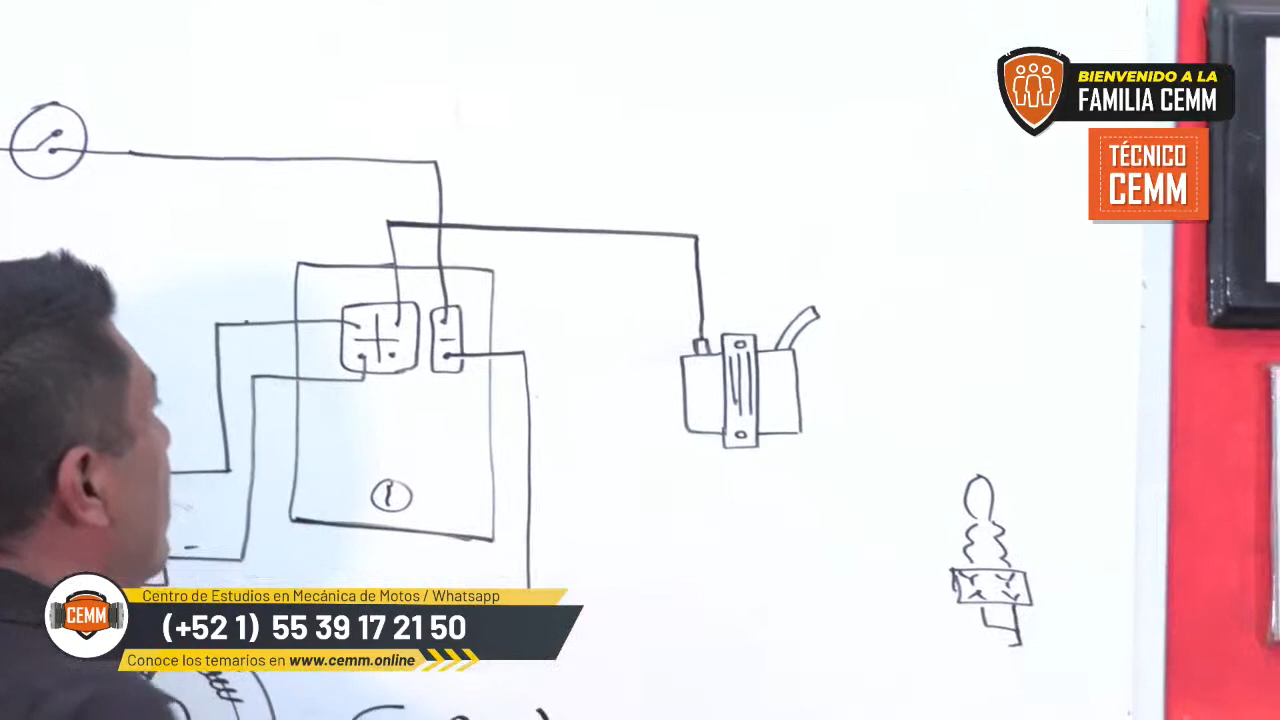 BIENVENIDO A LA
FAMILIA CEMM
TÉCNICO
CEMM
CEMM
Centro de Estudios en Mecánica de Motos / Whatsapp
(+52 1) 55 39 17 21 50
Conoce los temarios en www.cemm.online